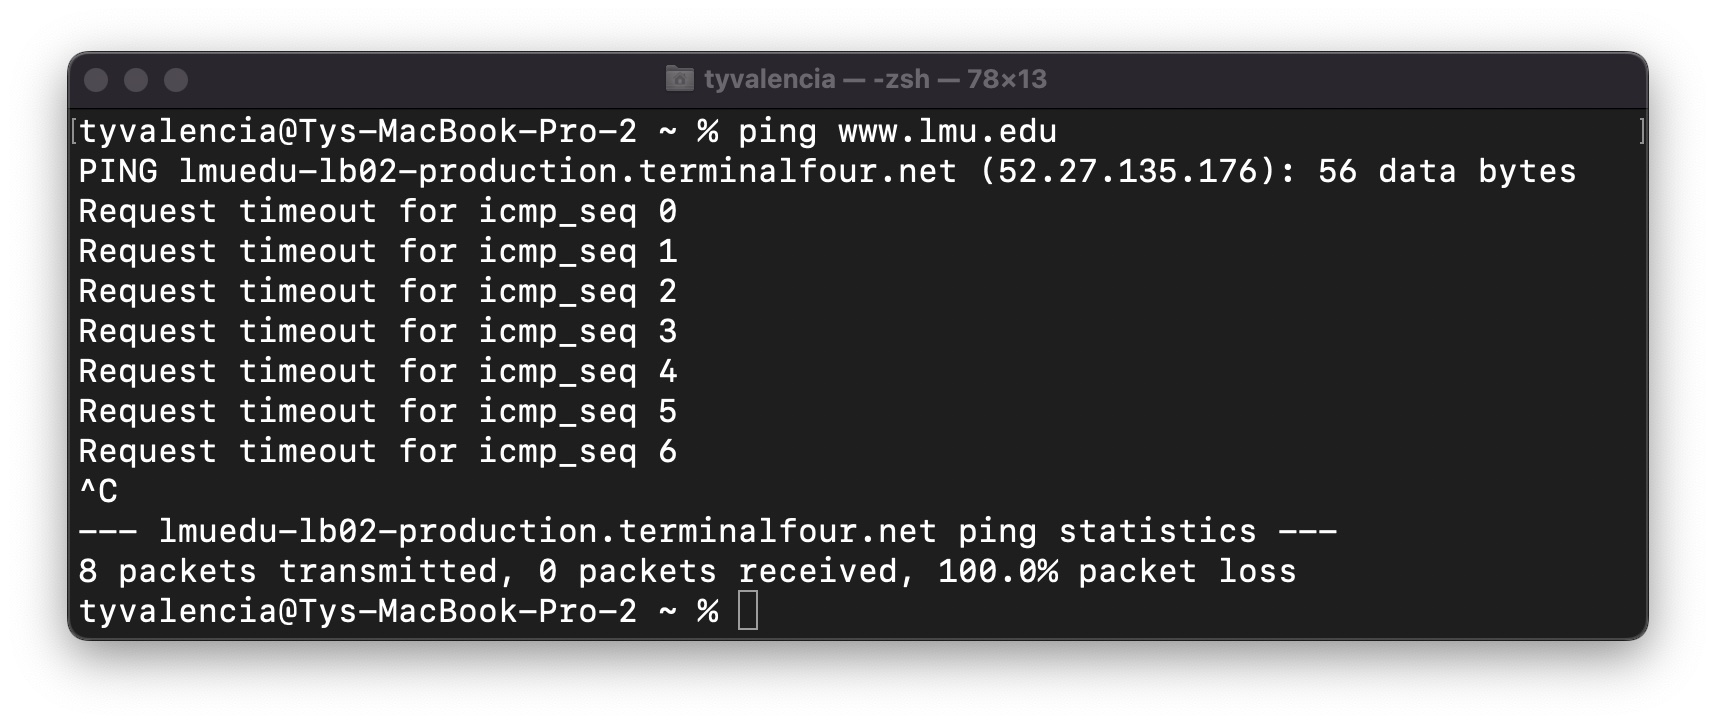 tyvalencia — -zsh — 78×13
[tyvalencia@Tys-MacBook-Pro-2 ~ % ping www.lmu.edu ]
PING lmuedu-lb02-production.terminalfour.net (52.27.135.176): 56 data bytes
Request timeout for icmp_seq 0
Request timeout for icmp_seq 1
Request timeout for icmp_seq 2
Request timeout for icmp_seq 3
Request timeout for icmp_seq 4
Request timeout for icmp_seq 5
Request timeout for icmp_seq 6
^C
--- lmuedu-lb02-production.terminalfour.net ping statistics ---
8 packets transmitted, 0 packets received, 100.0% packet loss
tyvalencia@Tys-MacBook-Pro-2 ~ %